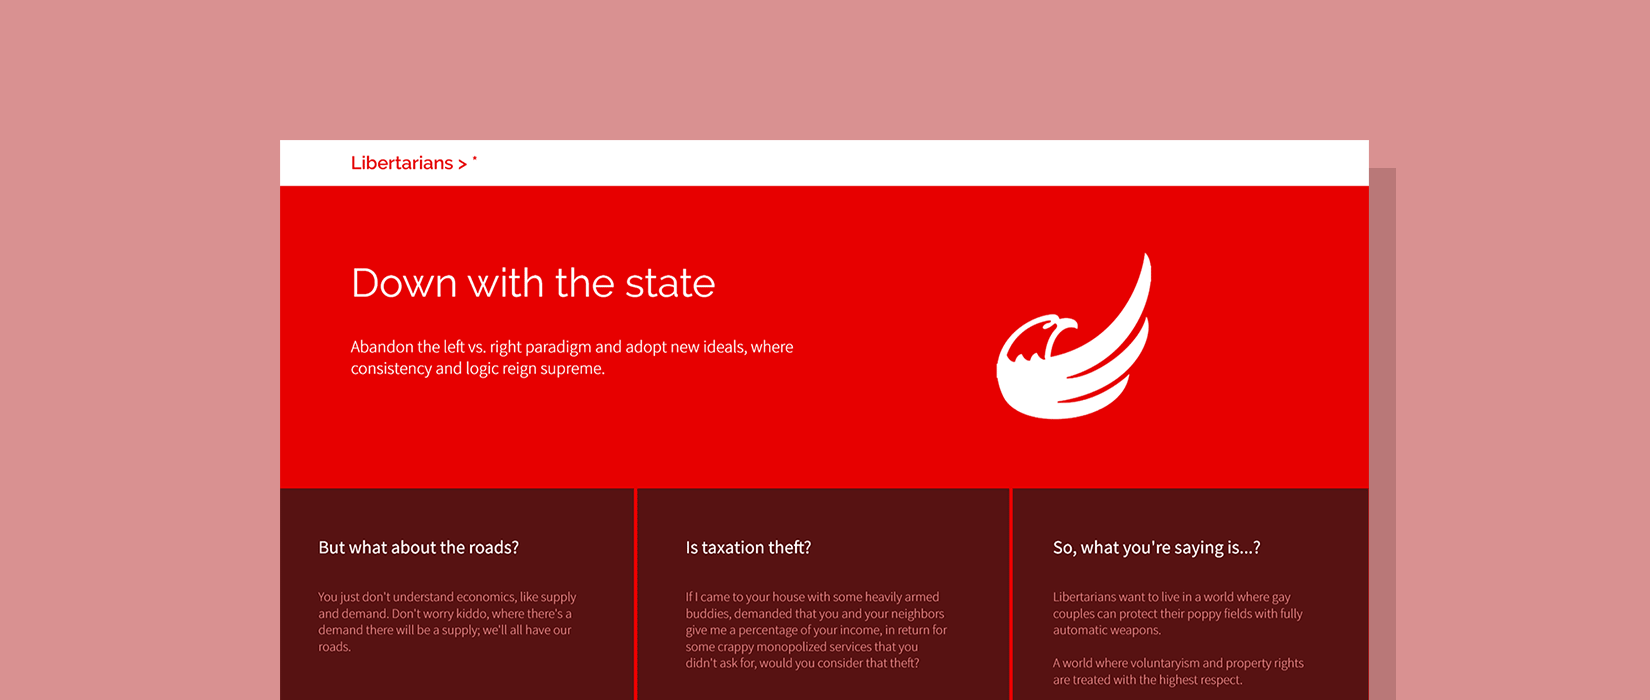 Libertarians > *
Down with the state
Abandon the left vs. right paradigm and adopt new ideals, where
consistency and logic reign supreme.
But what about the roads?
You just don't understand economics, like supply
and demand. Don't worry kiddo, where there's a
demand there will be a supply; we'll all have our
roads.
Is taxation theft?
If I came to your house with some heavily armed
buddies, demanded that you and your neighbors
give me a percentage of your income, in return for
some crappy monopolized services that you
didn't ask for, would you consider that theft?
So, what you're saying is...?
Libertarians want to live in a world where gay
couples can protect their poppy fields with fully
automatic weapons.
A world where voluntaryism and property rights
are treated with the highest respect.